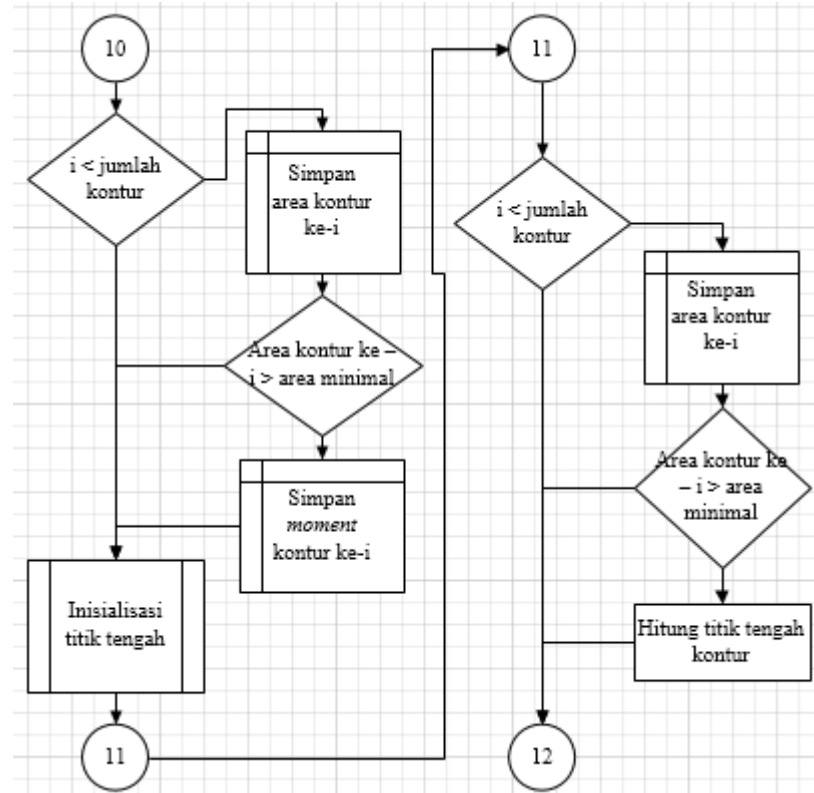 10
i < jumlah
kontur
Simpan
area kontur
ke-i
Area kontur ke –
i > area minimal
Simpan
moment
kontur ke-i
Inisialisasi
titik tengah
11
11
i < jumlah
kontur
Simpan
area kontur
ke-i
Area kontur ke
– i > area
minimal
Hitung titik tengah
kontur
12